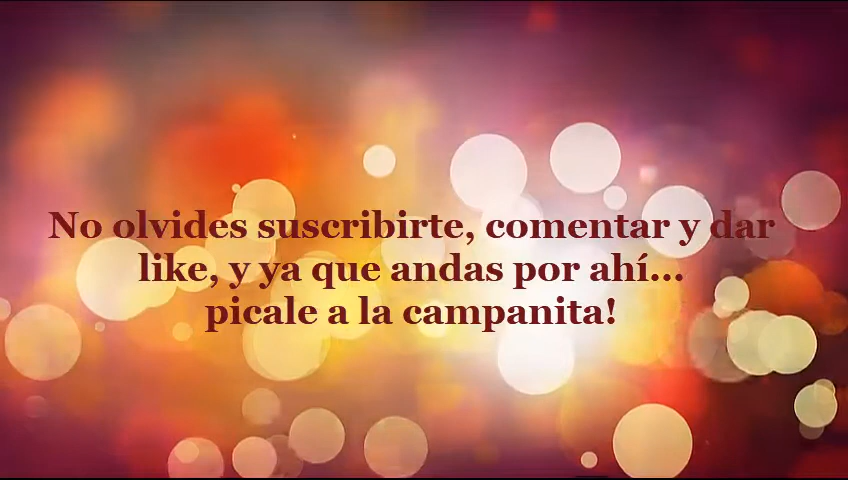 No olvides suscribirte, comentar y dar
like, y ya que andas por ahí...
picale a la campanita!